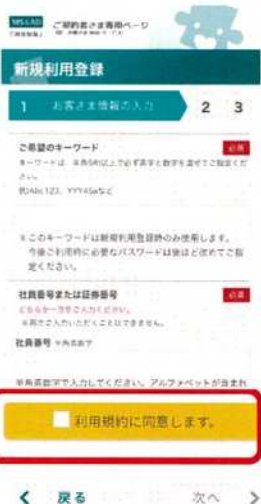 MS&AD
ご契約者さま専用ページ
新規利用登録
1 お客さま情報の入力 2 3
ご希望のキーワード 必須
キーワードは、半角5桁以上で必ず英字と数字を混ぜてご指定ください。
例)Abc123、YYY45aなど
※このキーワードは新規利用登録時のみ使用します。
今後ご利用時に必要なパスワードは後ほど改めてご指
定ください。
社員番号または証券番号 必須
どちらか一方をご入力ください。
※両方ご入力いただくことはできません。
社員番号 半角英数字
半角英数字で入力してください。アルファベットが含まれ
利用規約に同意します。
戻る 次へ